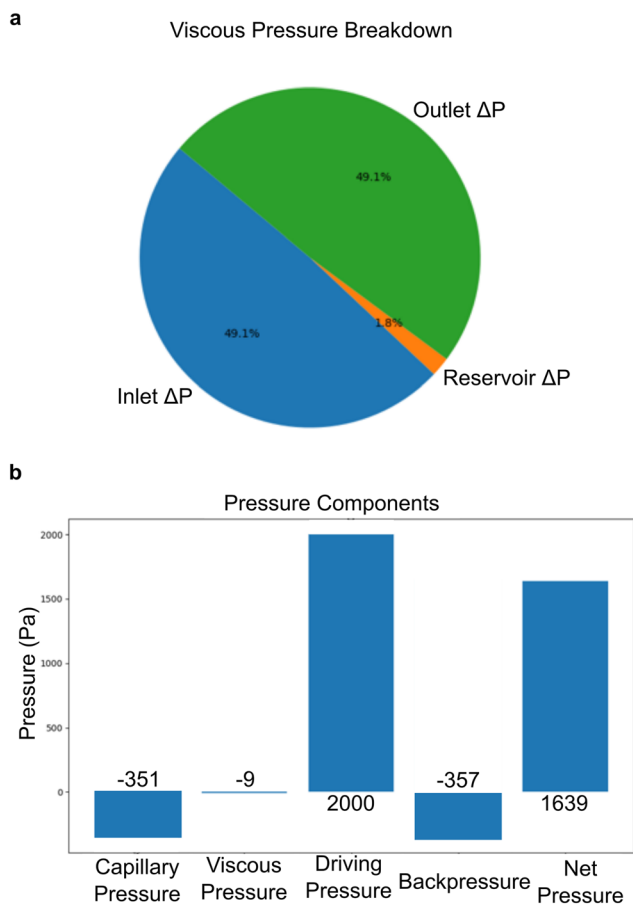 a
Viscous Pressure Breakdown
Outlet ΔP
49.1%
1.8%
49.1%
Reservoir ΔP
Inlet ΔP
b
Pressure Components
2000
1500
1000
500
0
Pressure (Pa)
-351
-9
2000
-357
1639
Capillary
Pressure
Viscous
Pressure
Driving
Pressure
Backpressure
Net
Pressure